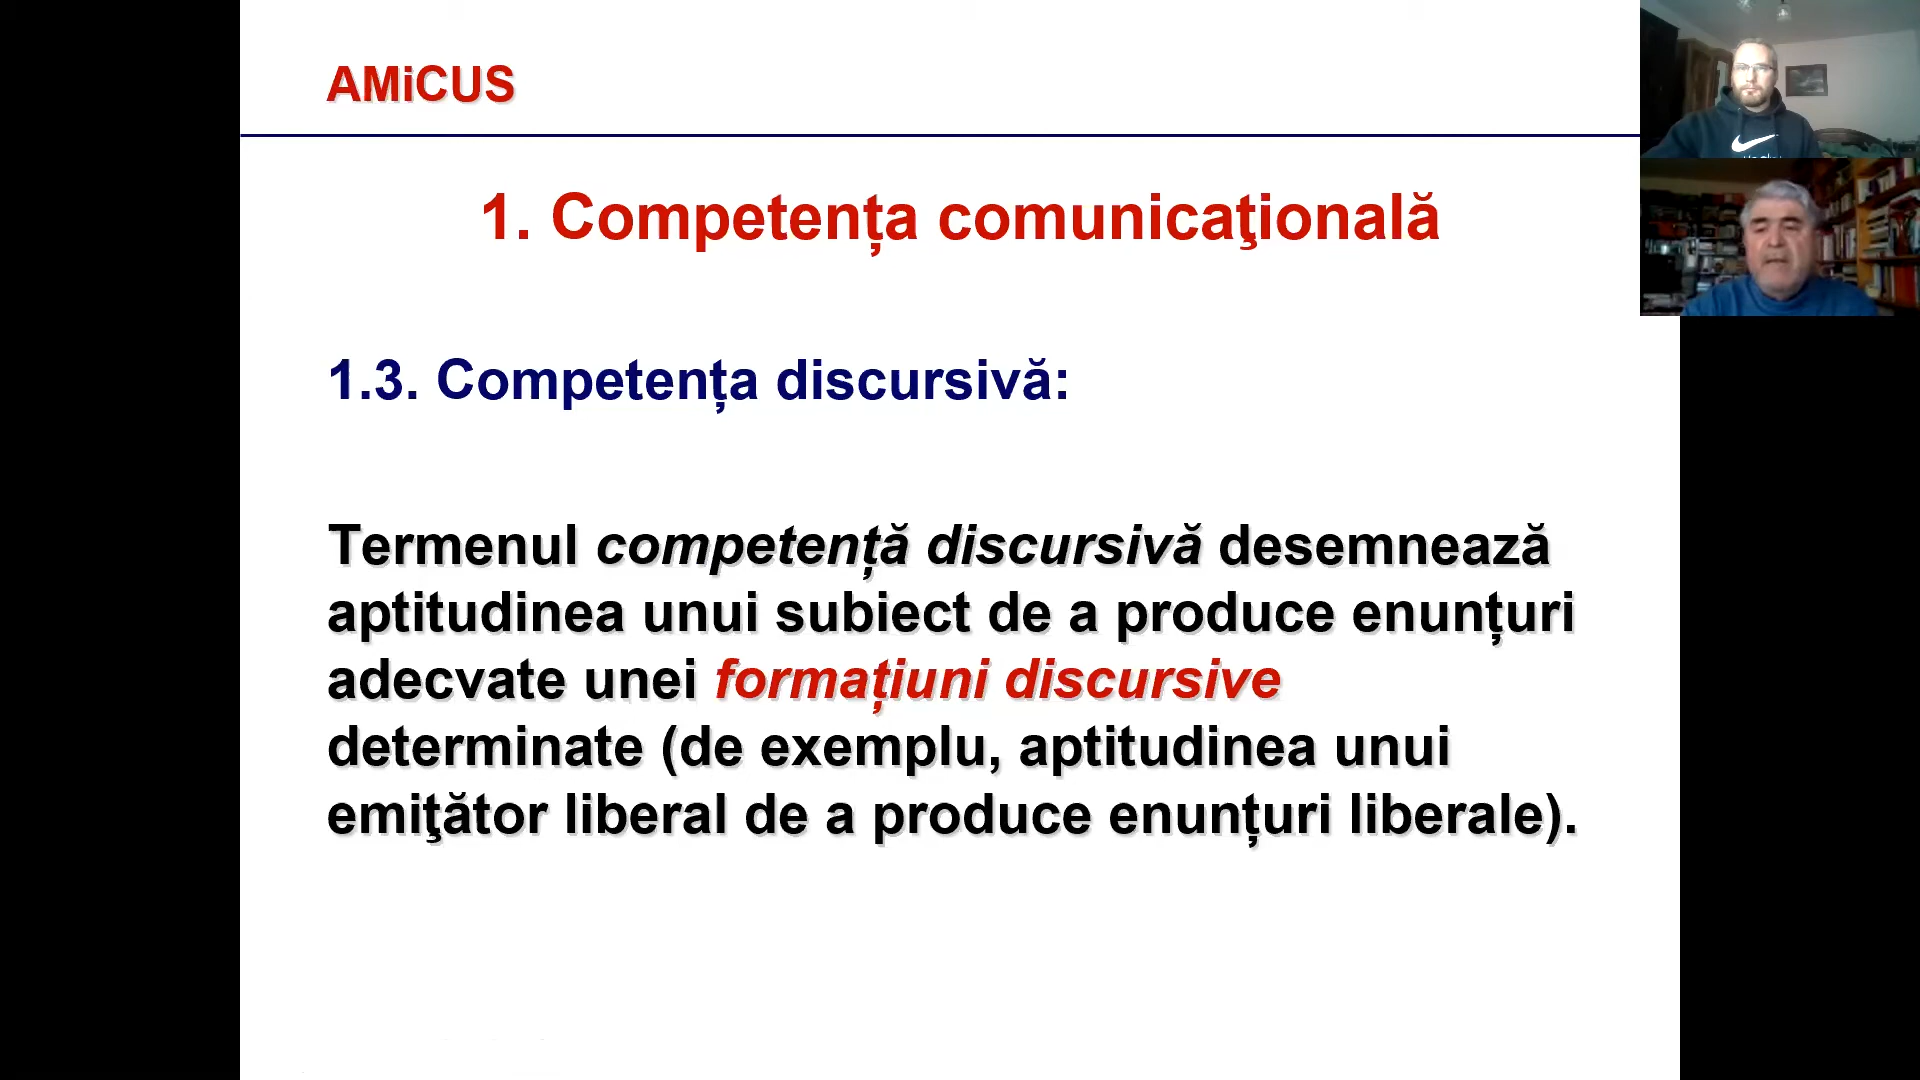 AMiCUS
1. Competența comunicaţională
1.3. Competența discursivă:
Termenul competență discursivă desemnează
aptitudinea unui subiect de a produce enunțuri
adecvate unei formațiuni discursive
determinate (de exemplu, aptitudinea unui
emiţător liberal de a produce enunțuri liberale).